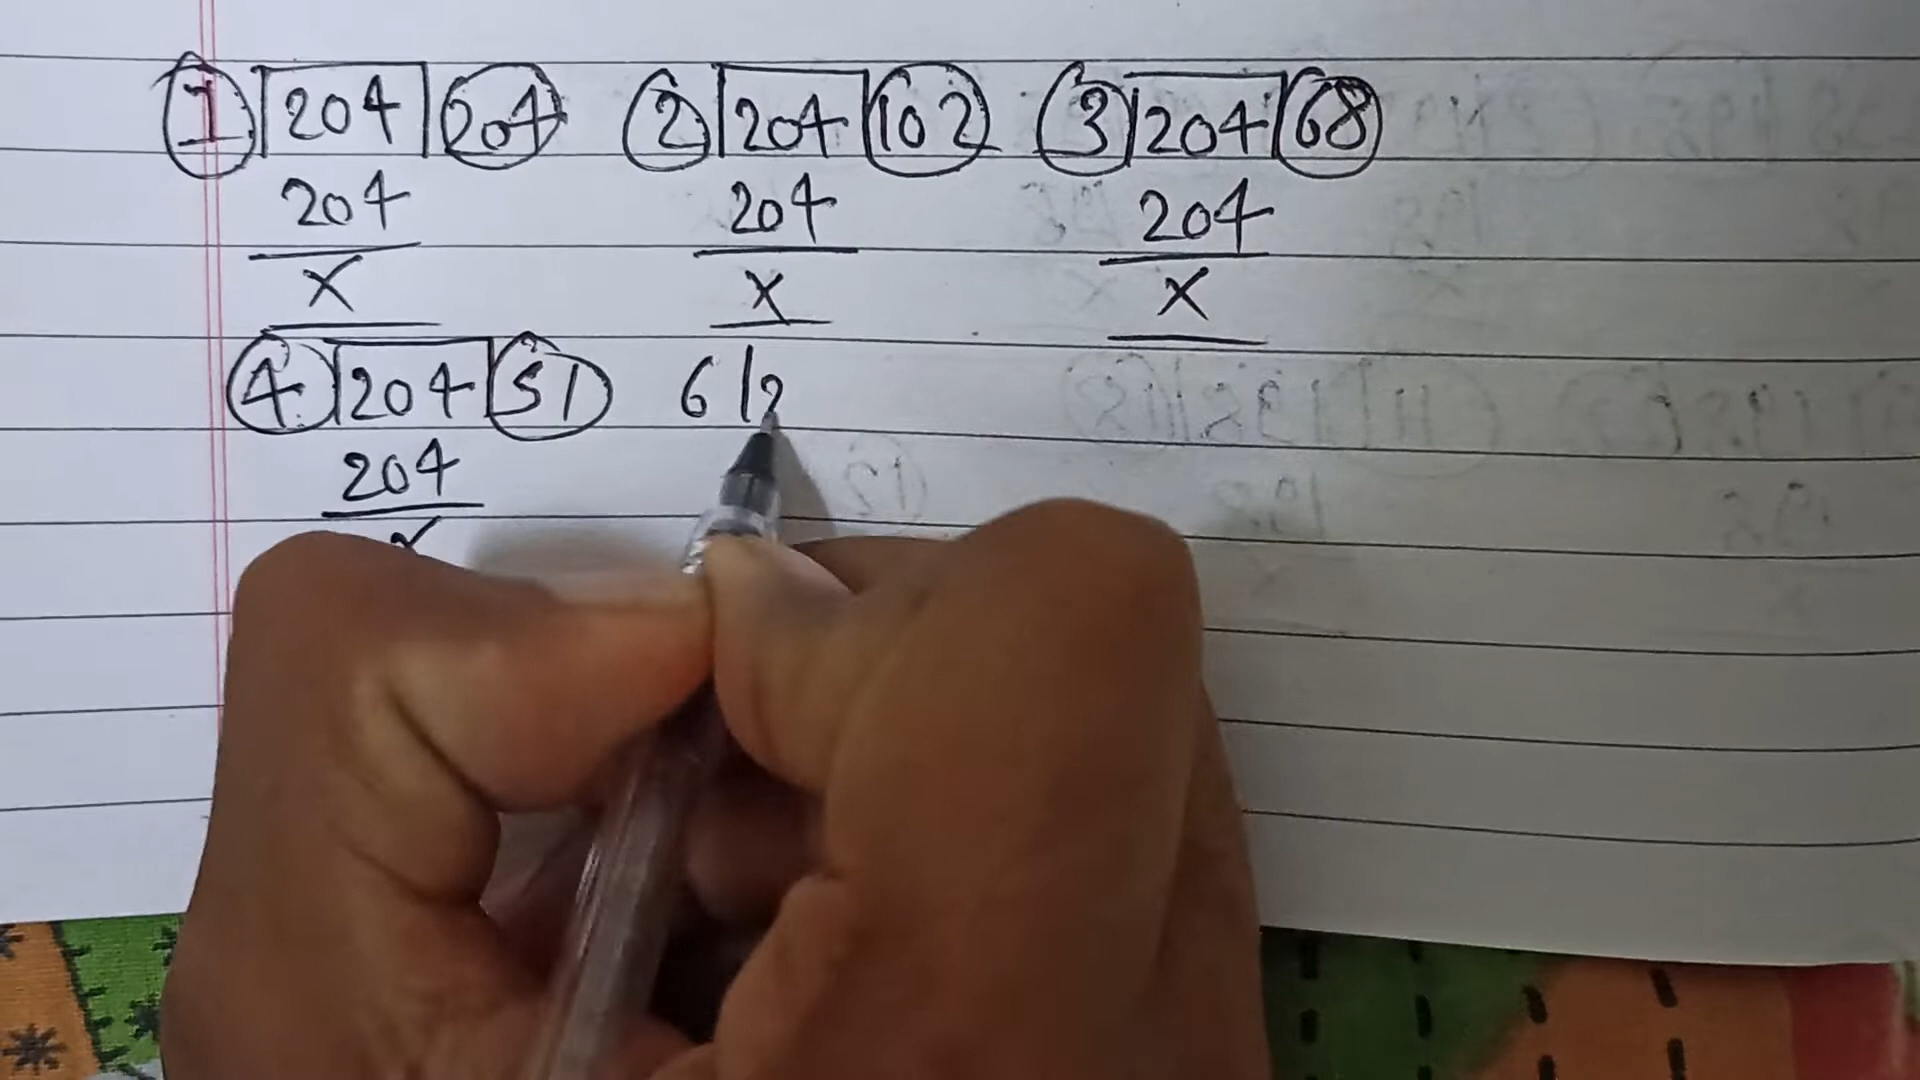 1 | 204 | 204 2 | 204 | 102 3 | 204 | 68
204 204 204
x x x
4 | 204 | 51 6 | 2
204
x